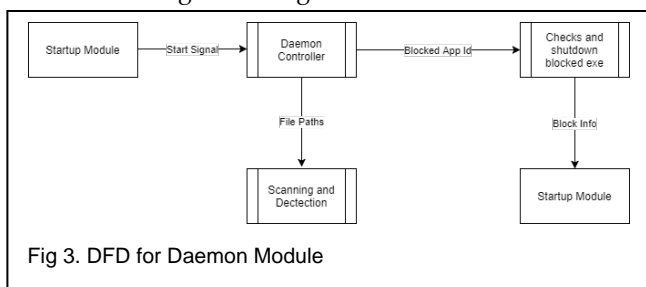 Startup Module
Start Signal
Daemon
Controller
Blocked App Id
Checks and
shutdown
blocked exe
File Paths
Block Info
Scanning and
Dectection
Startup Module
Fig 3. DFD for Daemon Module